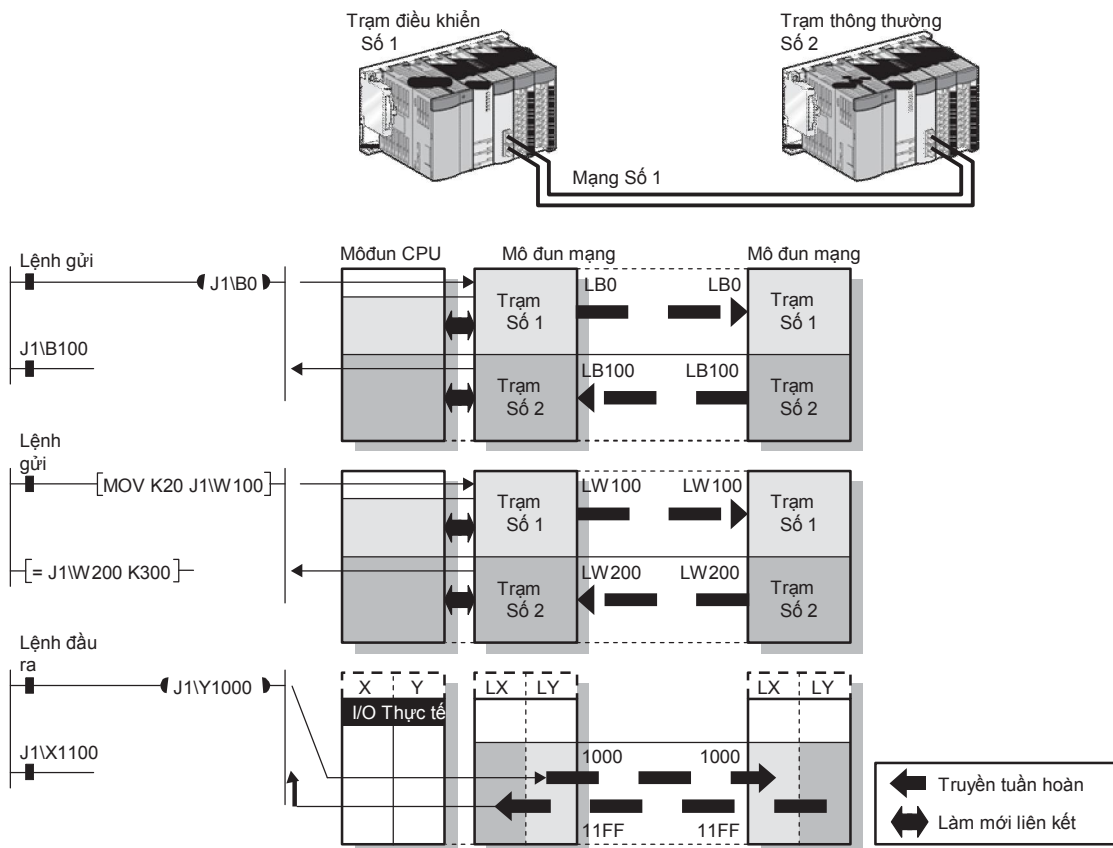 Trạm điều khiển
Số 1
Trạm thông thường
Số 2
Mạng Số 1
Lệnh gửi
J1\B0
J1\B100
Môđun CPU
Mô đun mạng
Mô đun mạng
LB0
LB0
Trạm
Số 1
Trạm
Số 1
LB100
LB100
Trạm
Số 2
Trạm
Số 2
Lệnh
gửi
MOV K20 J1\W100
= J1\W200 K300
LW100
LW100
Trạm
Số 1
Trạm
Số 1
LW200
LW200
Trạm
Số 2
Trạm
Số 2
Lệnh đầu
ra
J1\Y1000
J1\X1100
X Y
I/O Thực tế
LX LY
LX LY
1000
1000
11FF
11FF
Truyền tuần hoàn
Làm mới liên kết